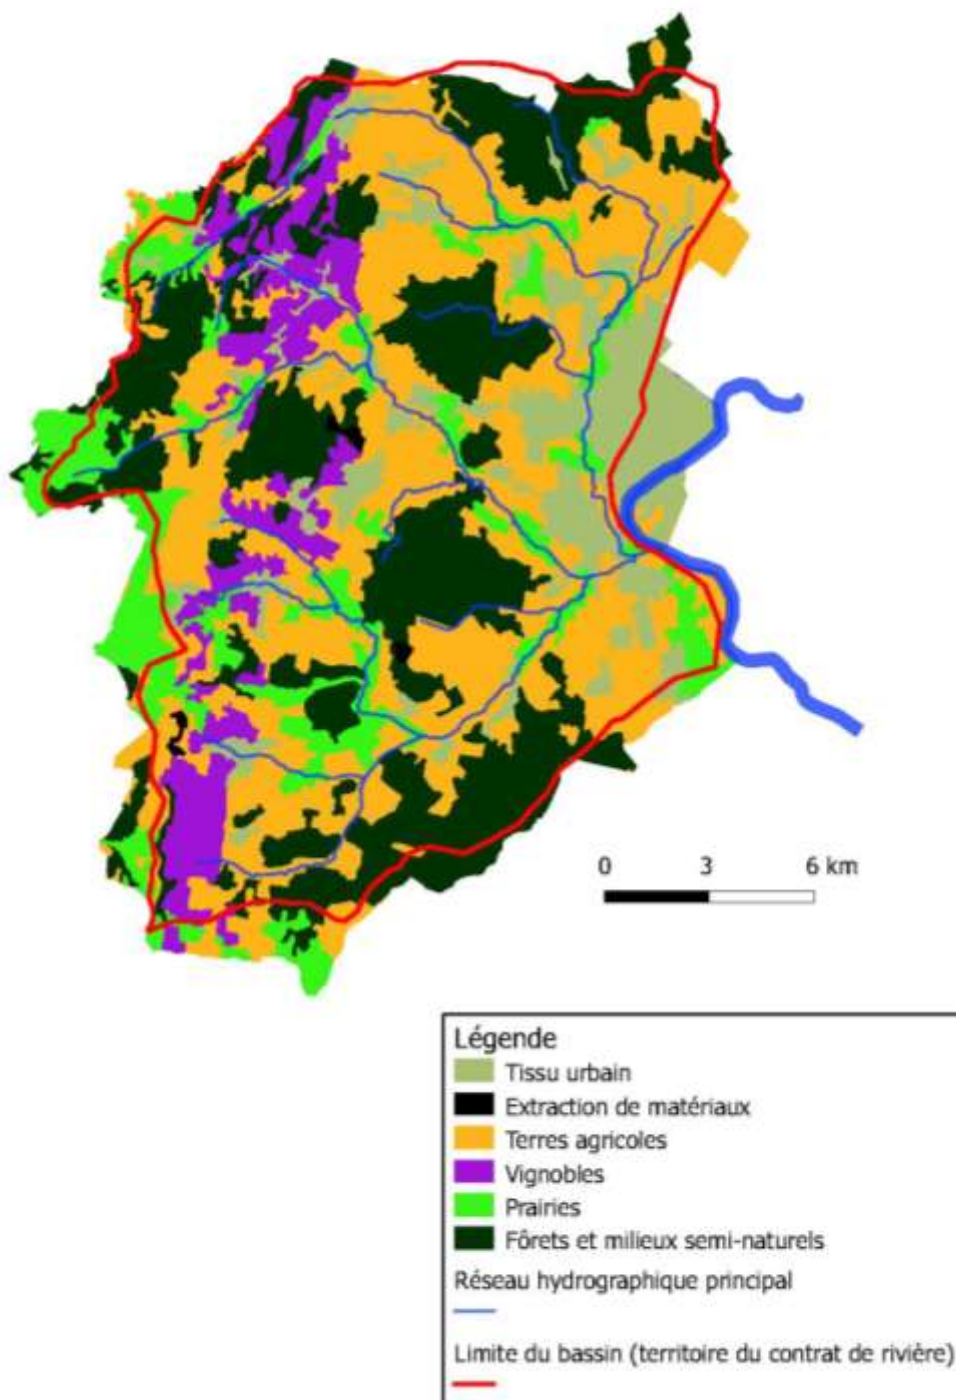 0 3 6 km
Légende
Tissu urbain
Extraction de matériaux
Terres agricoles
Vignobles
Prairies
Fôrets et milieux semi-naturels
Réseau hydrographique principal
Limite du bassin (territoire du contrat de rivière)